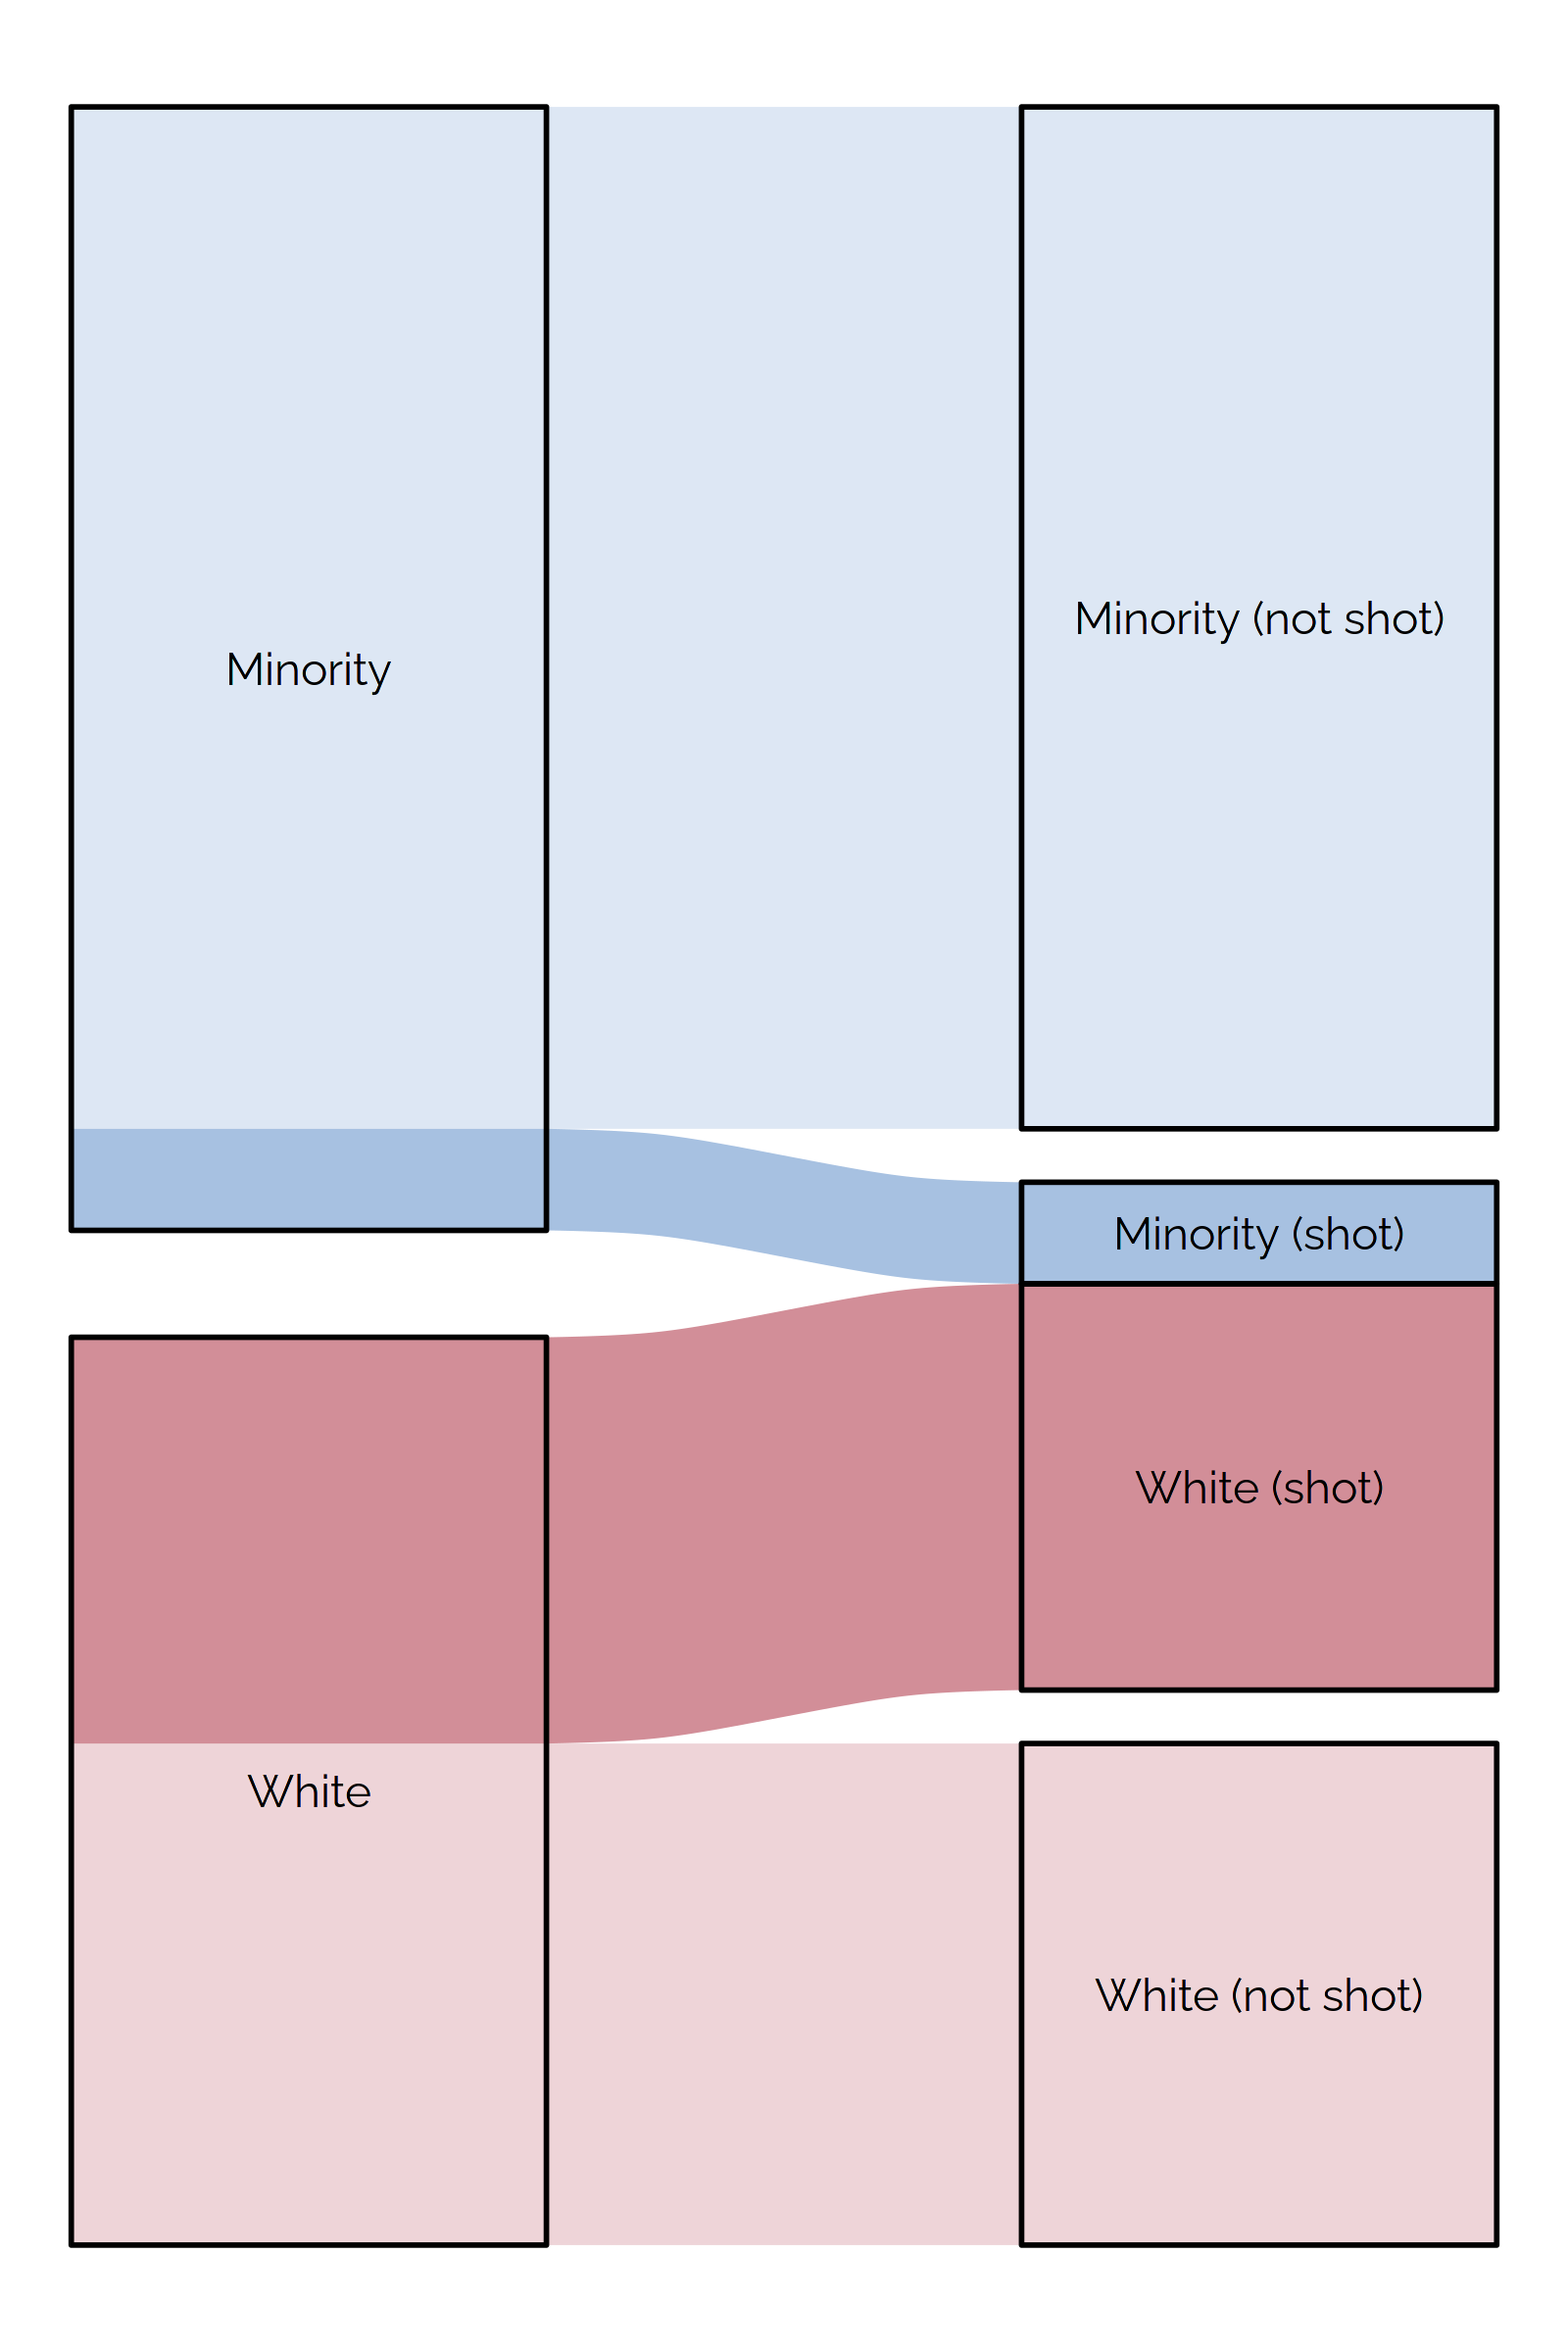 Minority
White
Minority (not shot)
Minority (shot)
White (shot)
White (not shot)